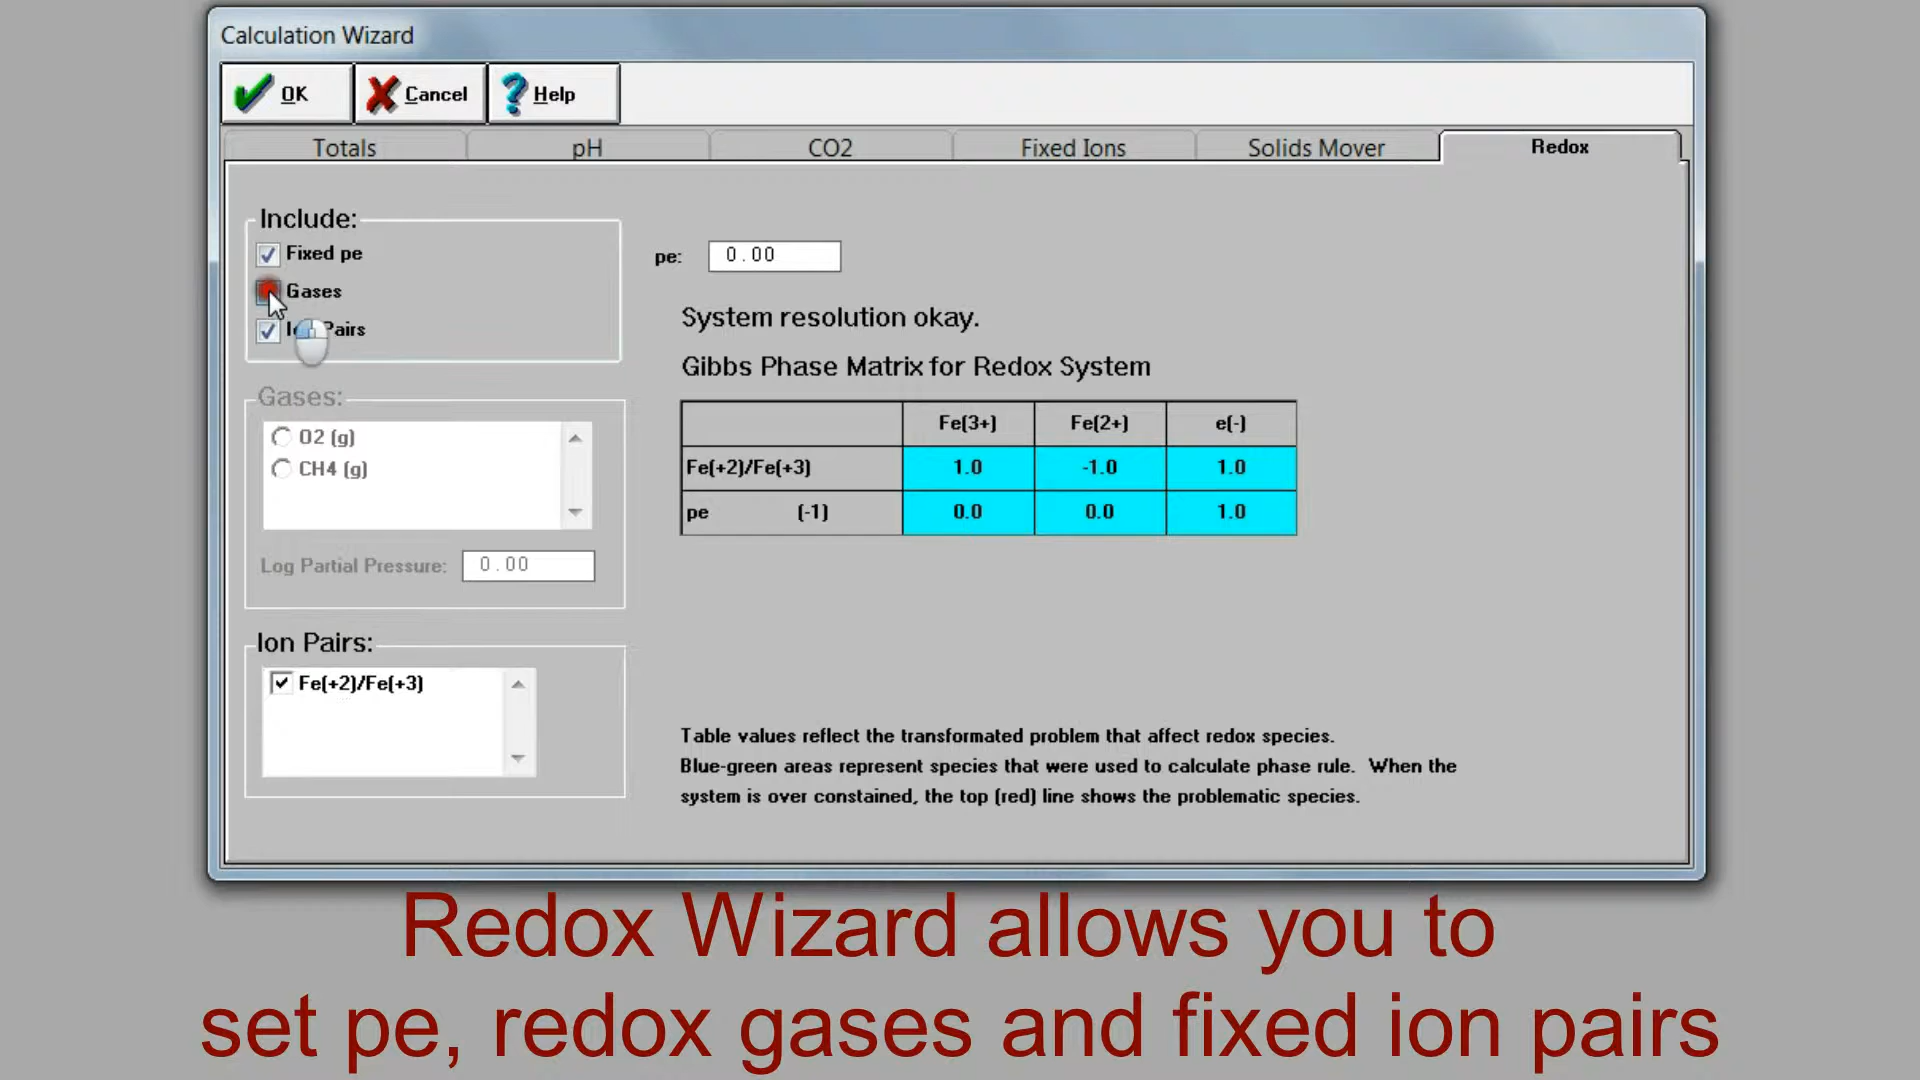 Calculation Wizard
OK Cancel Help
Totals pH CO2 Fixed Ions Solids Mover Redox
Include:
Fixed pe
Gases
Pairs
pe: 0.00
System resolution okay.
Gibbs Phase Matrix for Redox System
Fe(3+) Fe(2+) e(-)
Fe(+2)/Fe(+3) 1.0 -1.0 1.0
pe (-1) 0.0 0.0 1.0
Gases:
O2 (g)
CH4 (g)
Log Partial Pressure: 0.00
Ion Pairs:
Fe(+2)/Fe(+3)
Table values reflect the transformated problem that affect redox species.
Blue-green areas represent species that were used to calculate phase rule. When the
system is over constained, the top (red) line shows the problematic species.
Redox Wizard allows you to
set pe, redox gases and fixed ion pairs